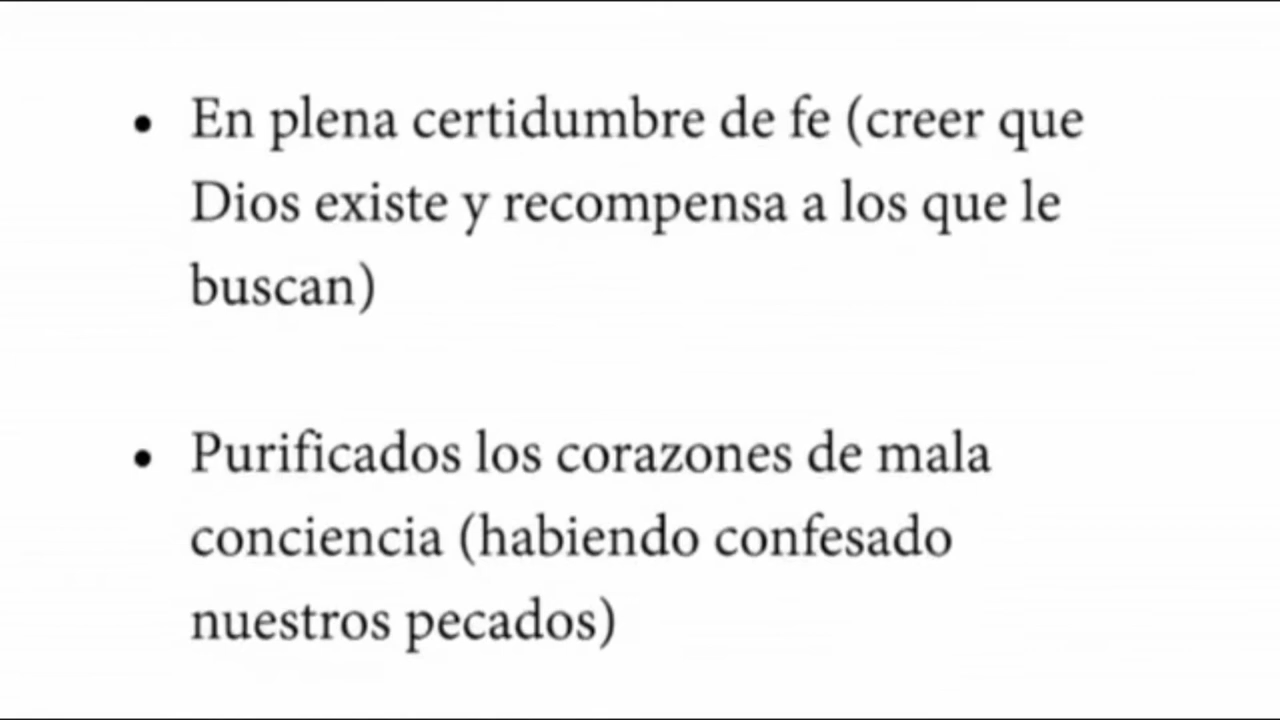 • En plena certidumbre de fe (creer que
Dios existe y recompensa a los que le
buscan)
• Purificados los corazones de mala
conciencia (habiendo confesado
nuestros pecados)